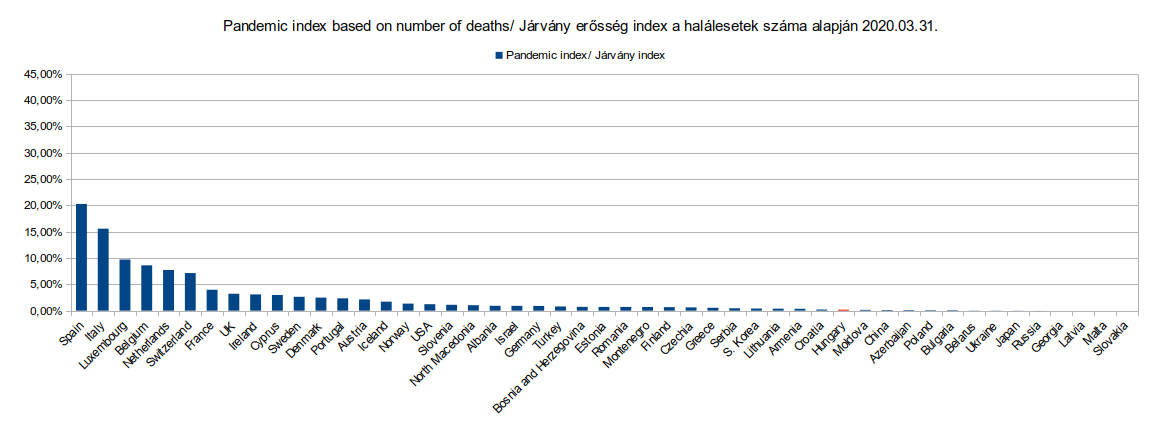 Pandemic index based on number of deaths/ Járvány erősség index a halálesetek száma alapján 2020.03.31.
Pandemic index/ Járvány index
45,00%
40,00%
35,00%
30,00%
25,00%
20,00%
15,00%
10,00%
5,00%
0,00%
Spain
Italy
Luxembourg
Belgium
Netherlands
Switzerland
France
UK
Ireland
Cyprus
Sweden
Denmark
Portugal
Austria
Iceland
Norway
USA
Slovenia
North Macedonia
Albania
Israel
Germany
Turkey
Bosnia and Herzegovina
Estonia
Romania
Montenegro
Finland
Czechia
Greece
Serbia
S. Korea
Lithuania
Armenia
Croatia
Hungary
Moldova
China
Azerbaijan
Poland
Bulgaria
Belarus
Ukraine
Japan
Russia
Georgia
Latvia
Malta
Slovakia